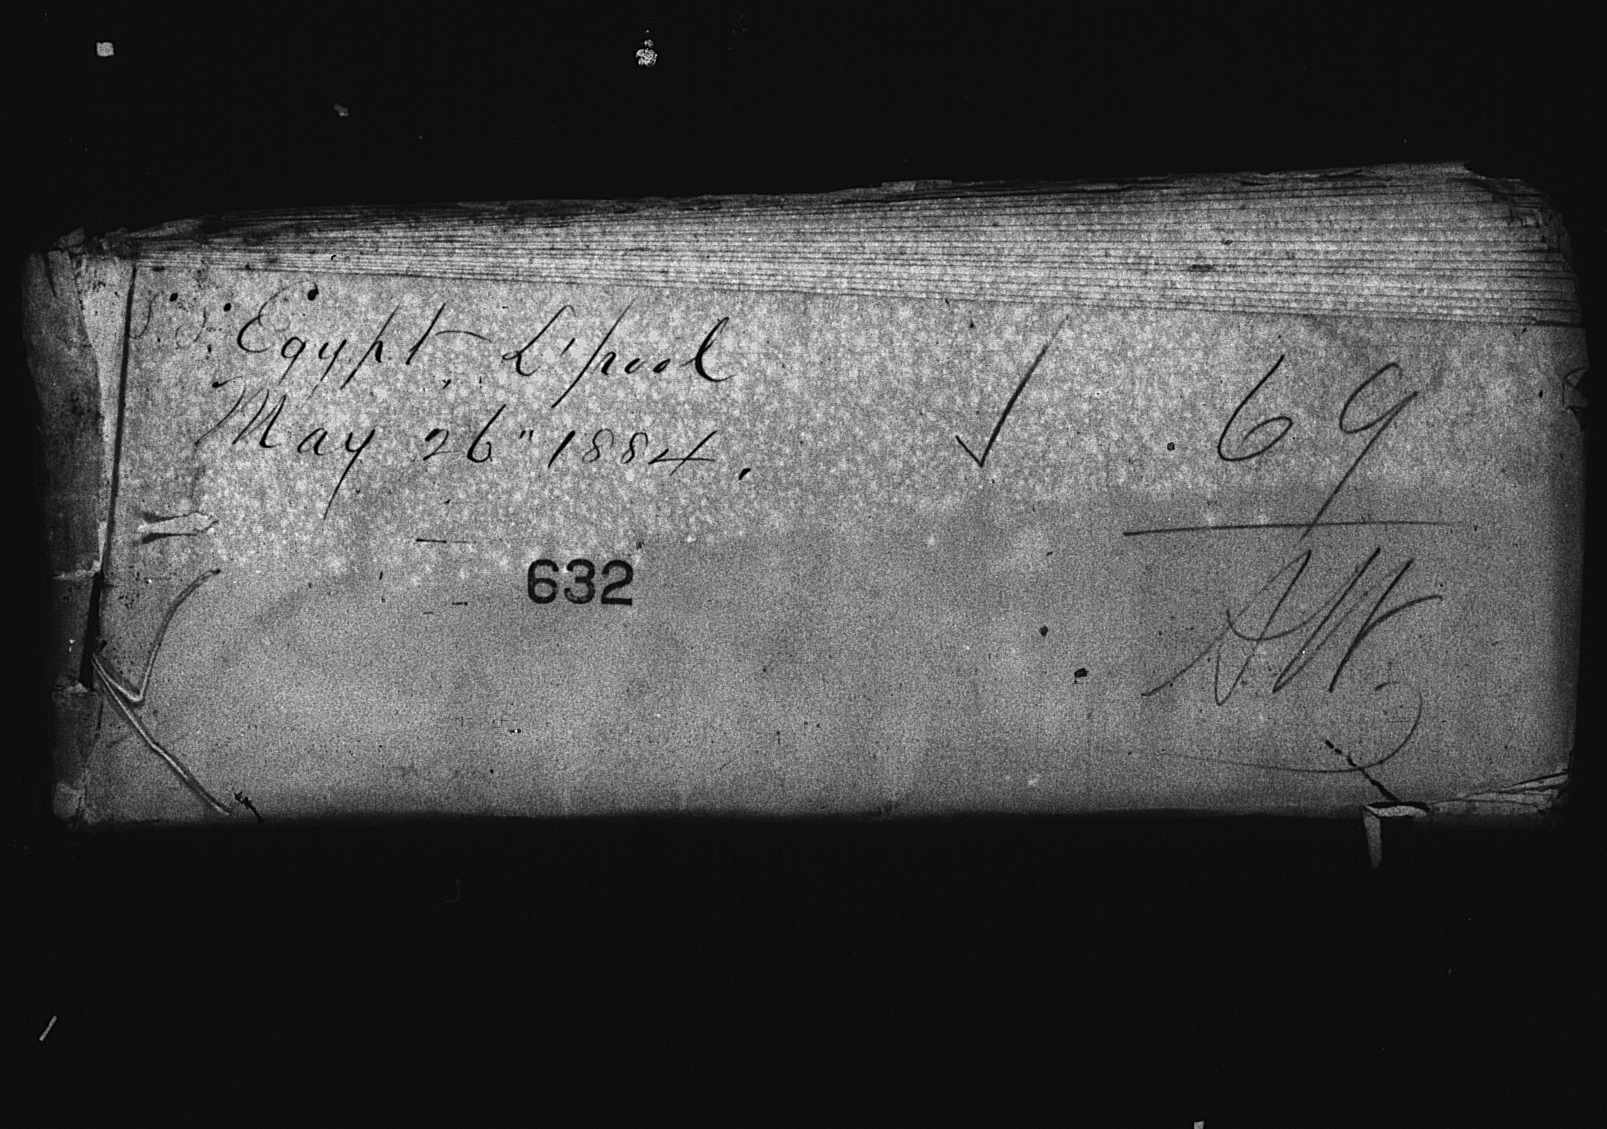 S.S. Egypt L'pool
May 26" 1884.
✓ 69
632